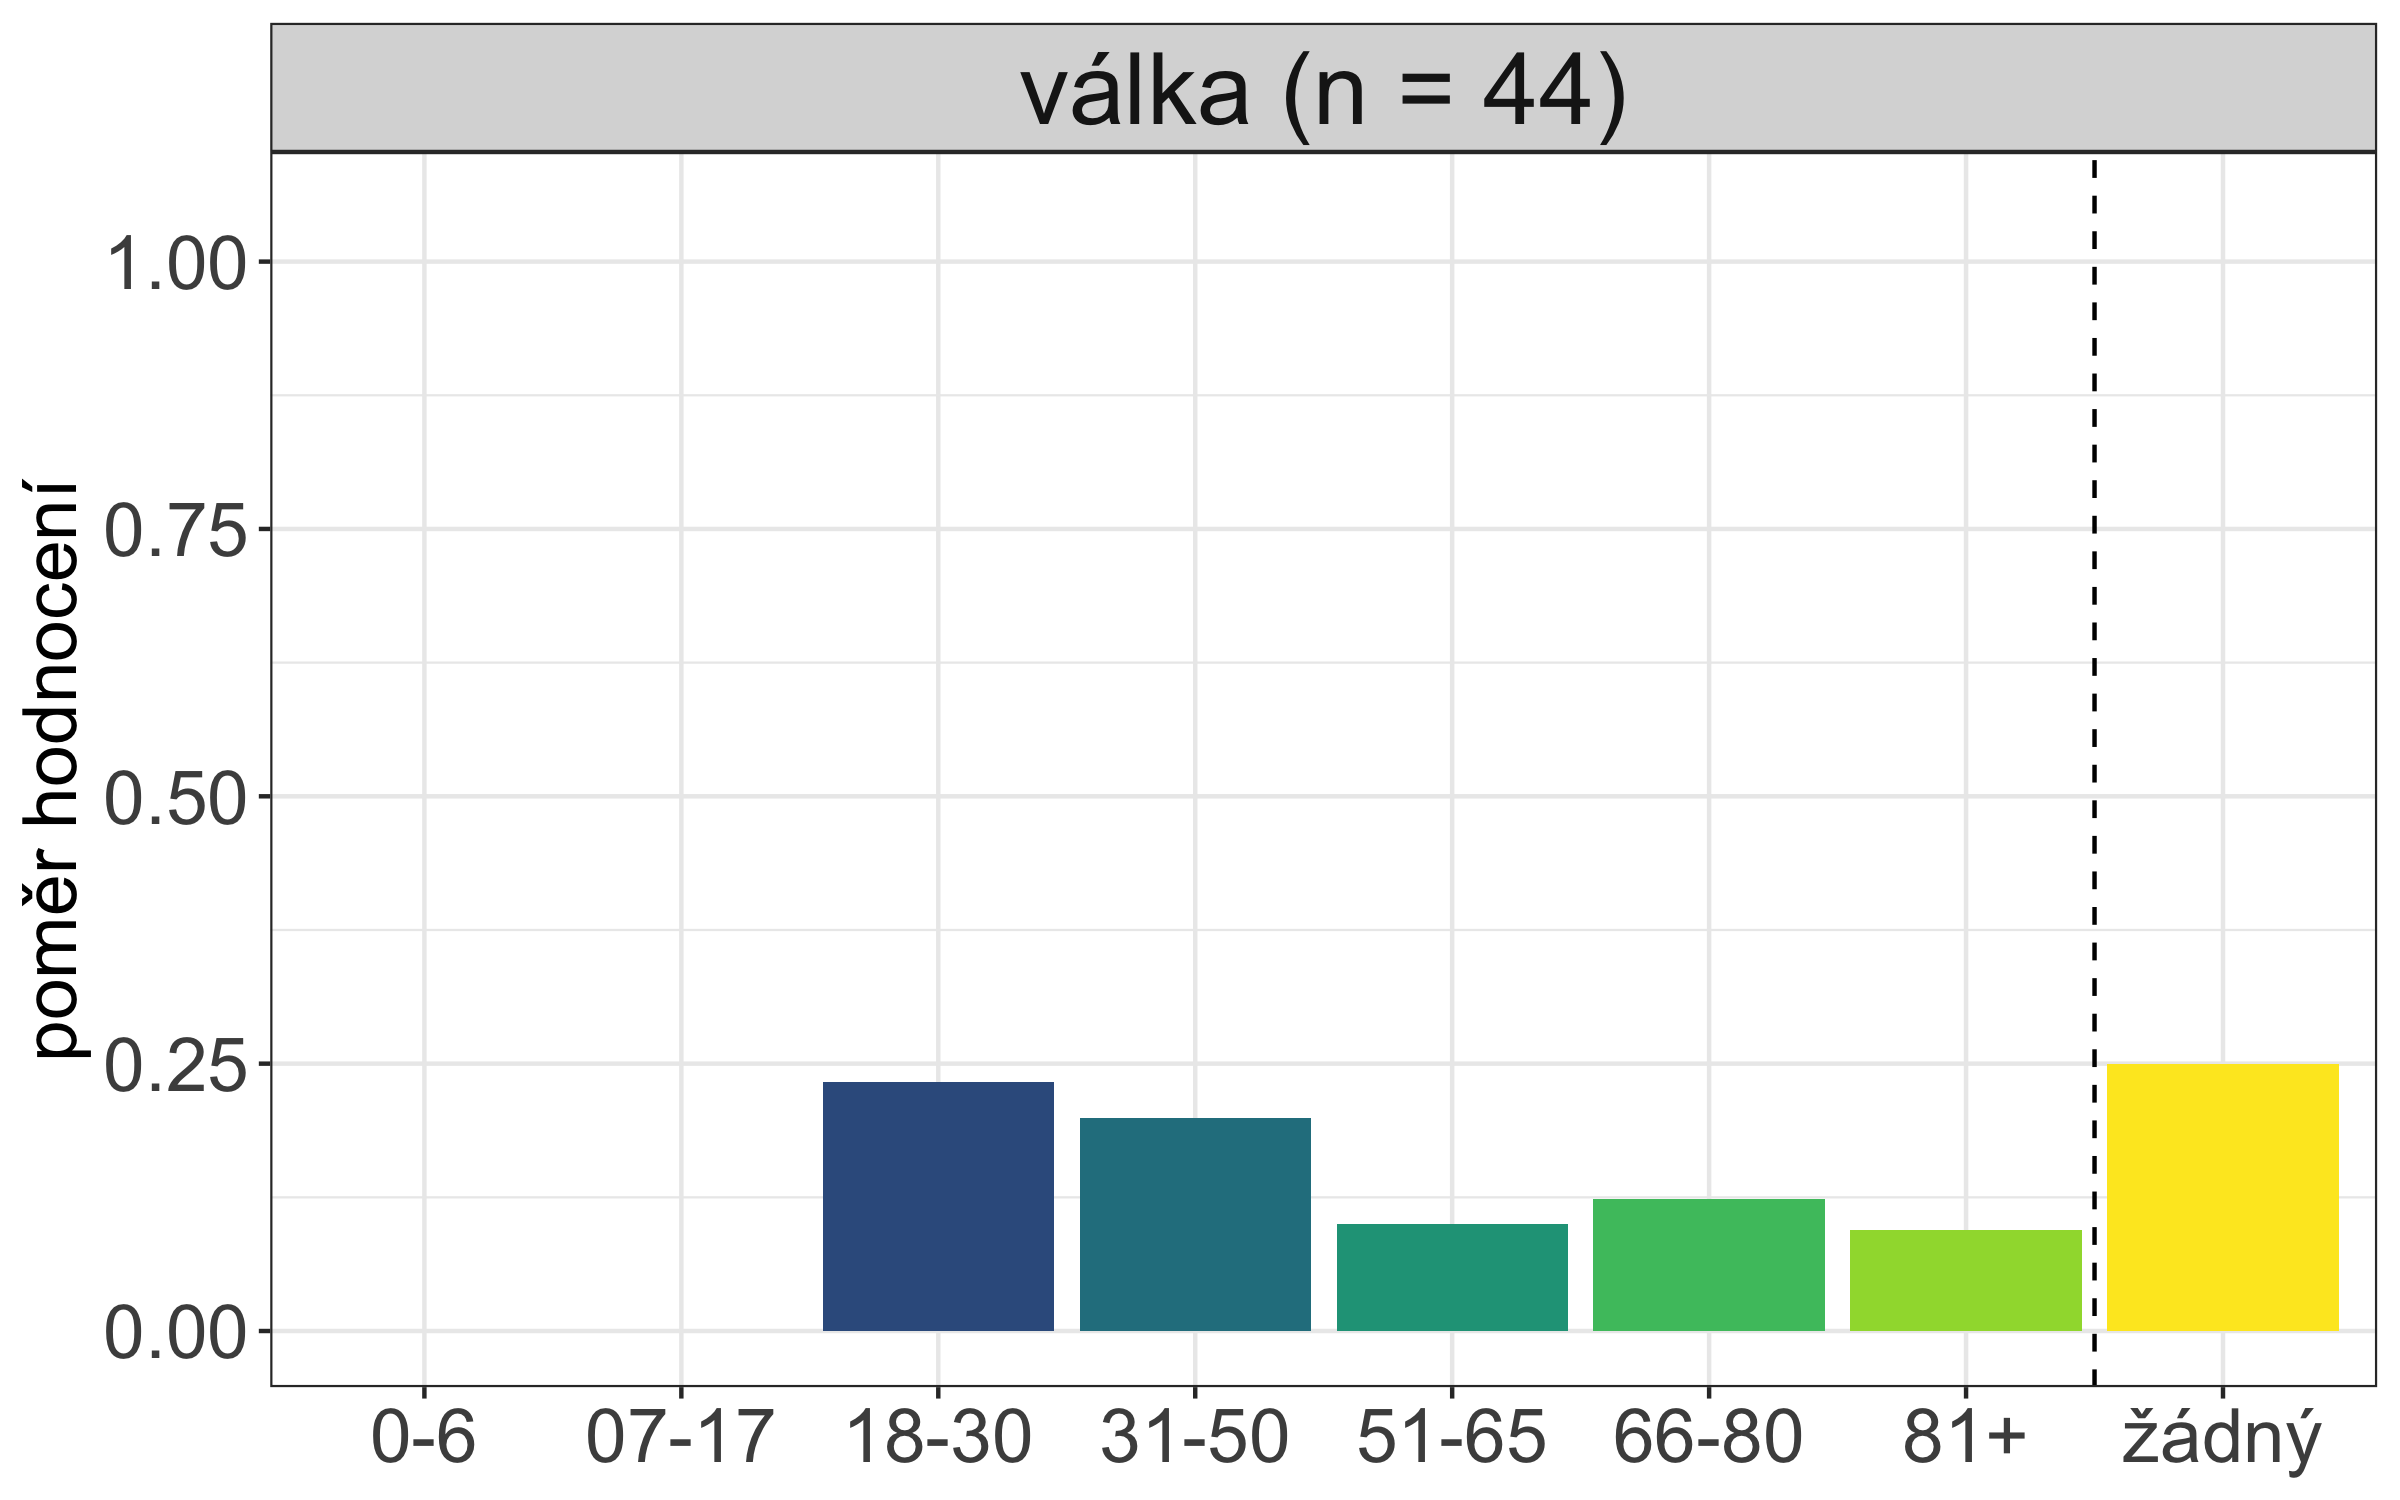 válka (n = 44)
poměr hodnocení
1.00
0.75
0.50
0.25
0.00
0-6 07-17 18-30 31-50 51-65 66-80 81+ žádný